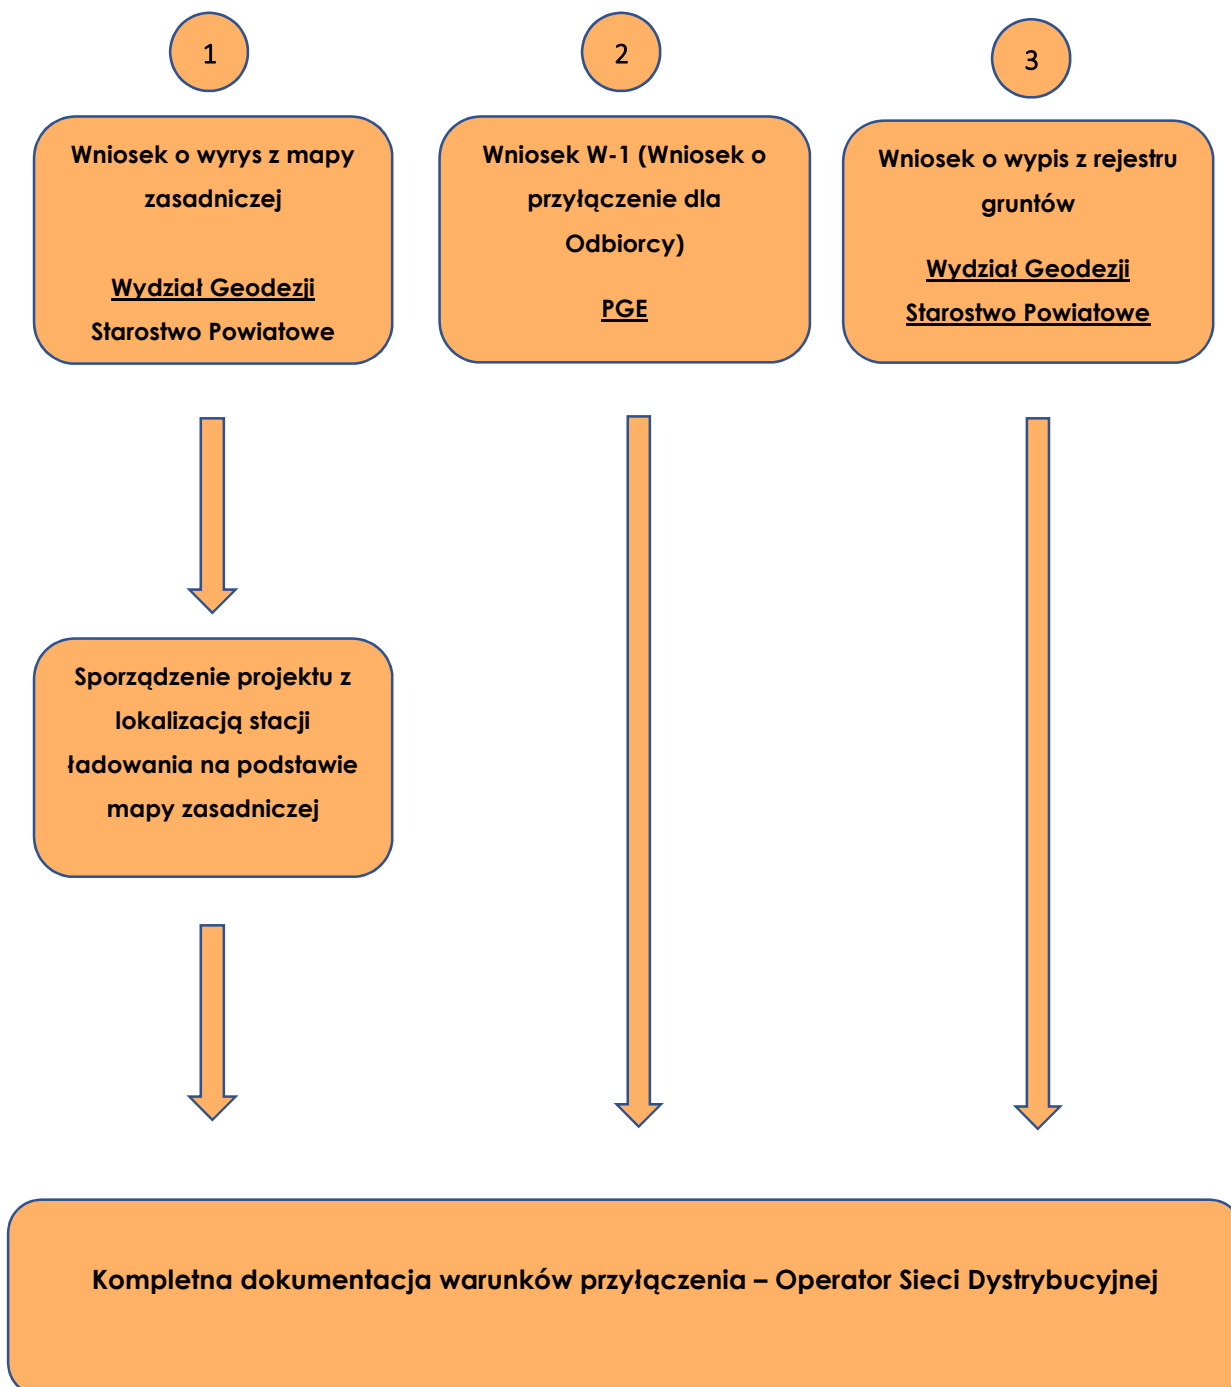 1
Wniosek o wyrys z mapy
zasadniczej
Wydział Geodezji
Starostwo Powiatowe
2
Wniosek W-1 (Wniosek o
przyłączenie dla
Odbiorcy)
PGE
3
Wniosek o wypis z rejestru
gruntów
Wydział Geodezji
Starostwo Powiatowe
Sporządzenie projektu z
lokalizacją stacji
ładowania na podstawie
mapy zasadniczej
Kompletna dokumentacja warunków przyłączenia – Operator Sieci Dystrybucyjnej